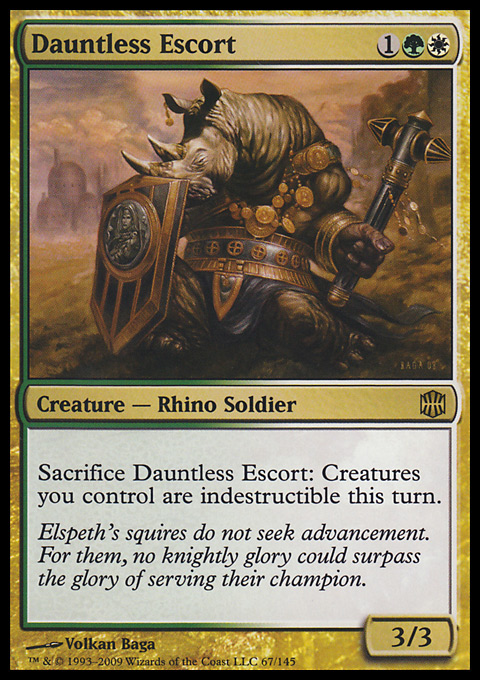 Dauntless Escort 1
BAGA 08
Creature — Rhino Soldier
Sacrifice Dauntless Escort: Creatures
you control are indestructible this turn.
Elspeth's squires do not seek advancement.
For them, no knightly glory could surpass
the glory of serving their champion.
Volkan Baga
3/3
™ & © 1993–2009 Wizards of the Coast LLC 67/145